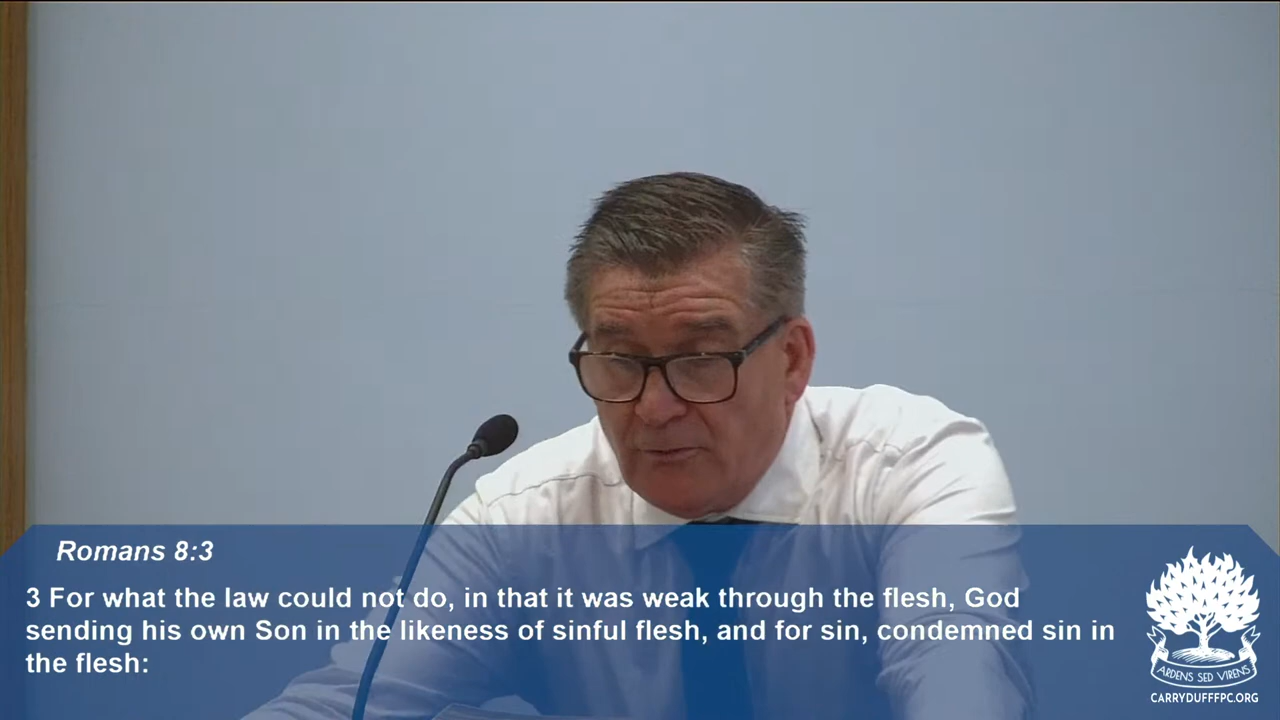 Romans 8:3
3 For what the law could not do, in that it was weak through the flesh, God
sending his own Son in the likeness of sinful flesh, and for sin, condemned sin in
the flesh:
ARDENS SED VIRENS
CARRYDUFFFPC.ORG